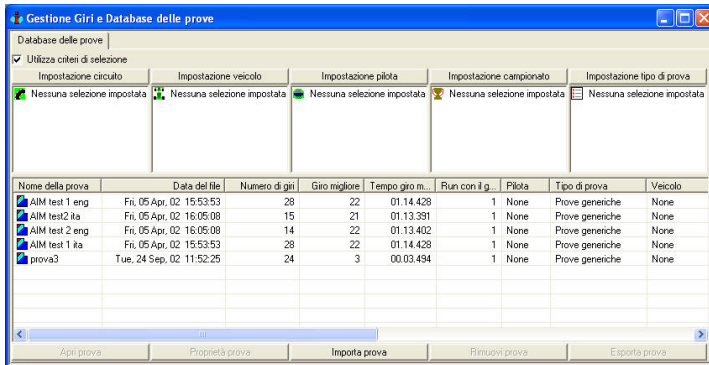 Gestione Giri e Database delle prove
Database delle prove
Utilizza criteri di selezione
Impostazione circuito Impostazione veicolo Impostazione pilota Impostazione campionato Impostazione tipo di prova
Nessuna selezione impostata Nessuna selezione impostata Nessuna selezione impostata Nessuna selezione impostata Nessuna selezione impostata
Nome della prova Data del file Numero di giri Giro migliore Tempo giro m... Run con il g... Pilota Tipo di prova Veicolo
AIM test 1 eng Fri, 05 Apr, 02 15:53:53 28 22 01.14.428 1 None Prove generiche None
AIM test2 ita Fri, 05 Apr, 02 16:05:08 15 21 01.13.391 1 None Prove generiche None
AIM test 2 eng Fri, 05 Apr, 02 16:05:08 14 22 01.13.402 1 None Prove generiche None
AIM test 1 ita Fri, 05 Apr, 02 15:53:53 28 22 01.14.428 1 None Prove generiche None
prova3 Tue, 24 Sep, 02 11:52:25 24 3 00.03.494 1 None Prove generiche None
Apri prova Proprietà prova Importa prova Rimuovi prova Esporta prova